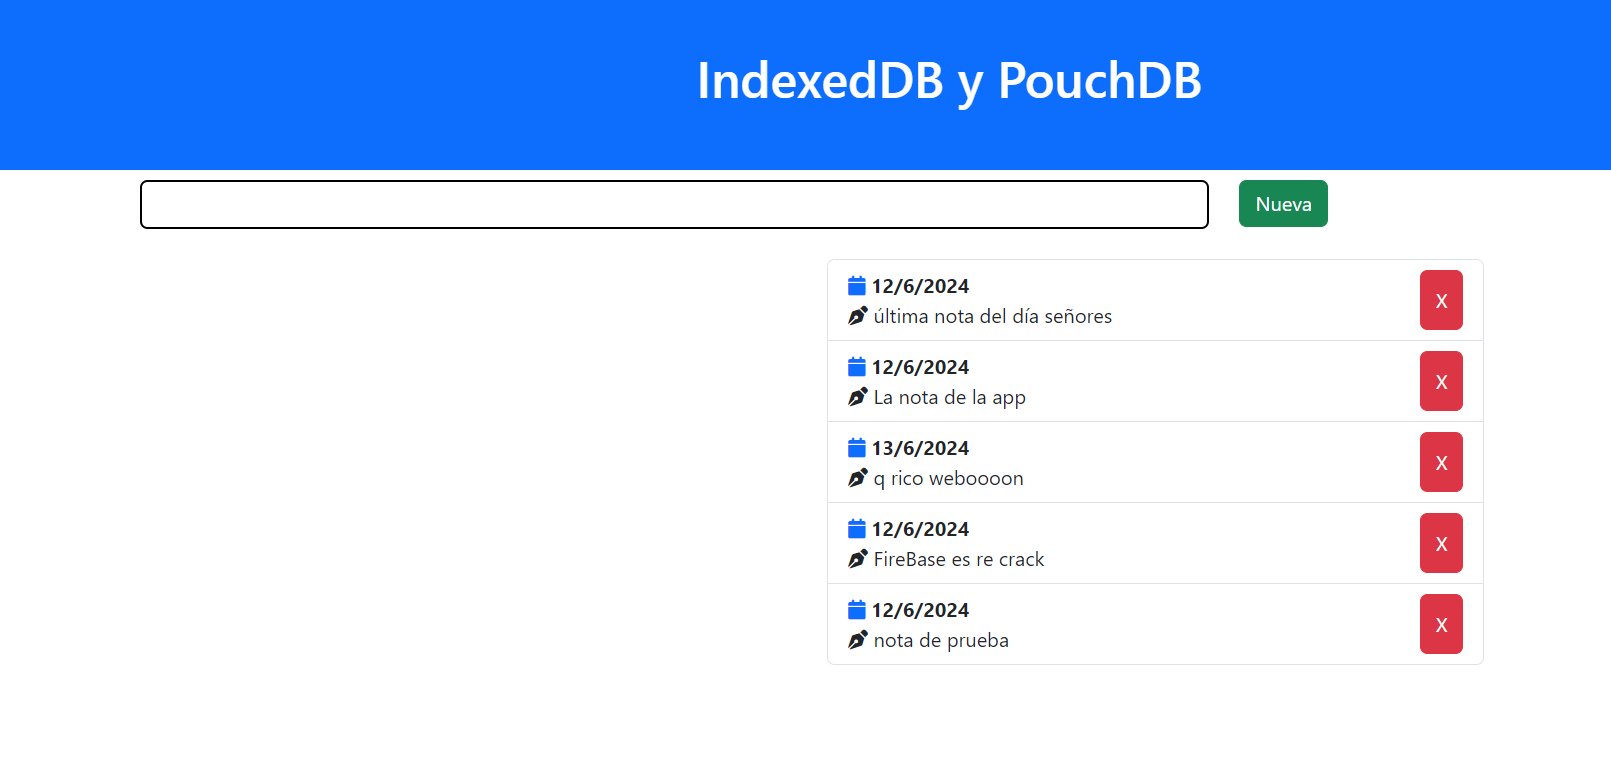 IndexedDB y PouchDB
Nueva
12/6/2024
última nota del día señores
X
12/6/2024
La nota de la app
X
13/6/2024
q rico weboooon
X
12/6/2024
FireBase es re crack
X
12/6/2024
nota de prueba
X